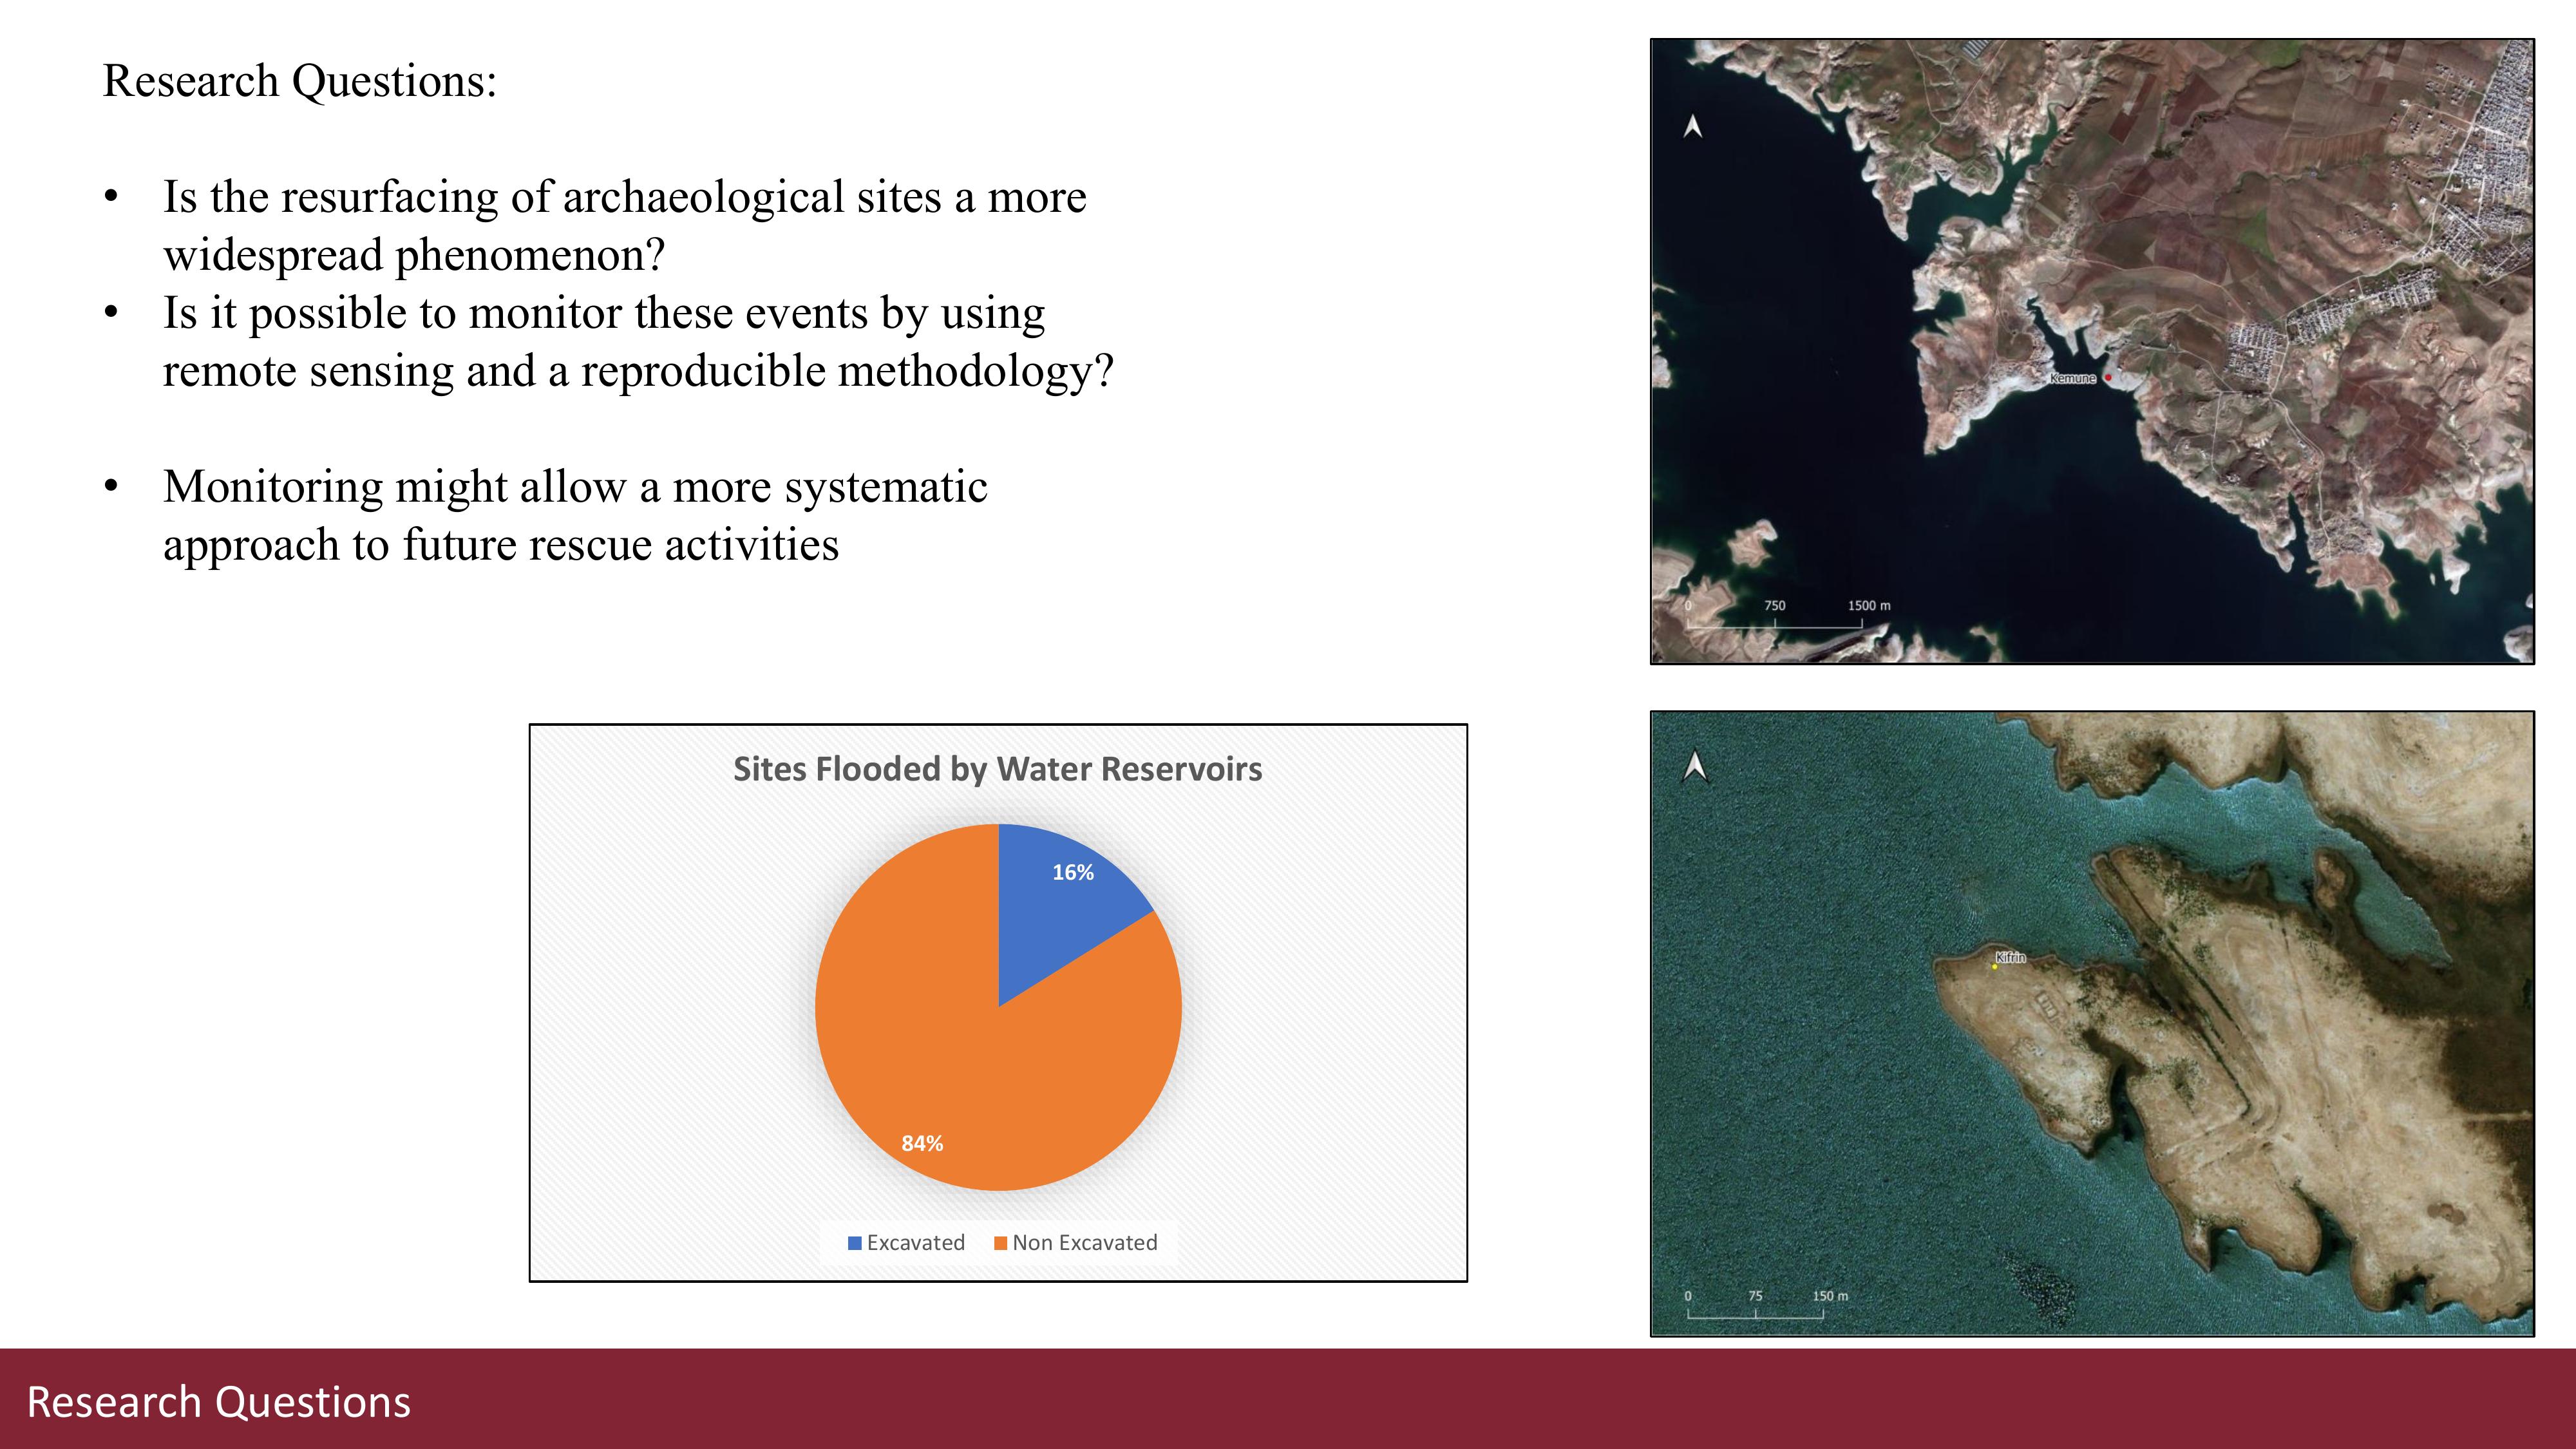 Research Questions:
• Is the resurfacing of archaeological sites a more
widespread phenomenon?
• Is it possible to monitor these events by using
remote sensing and a reproducible methodology?
• Monitoring might allow a more systematic
approach to future rescue activities
Kemune
0 750 1500 m
Sites Flooded by Water Reservoirs
16%
84%
Excavated Non Excavated
Kifrin
0 75 150 m
Research Questions